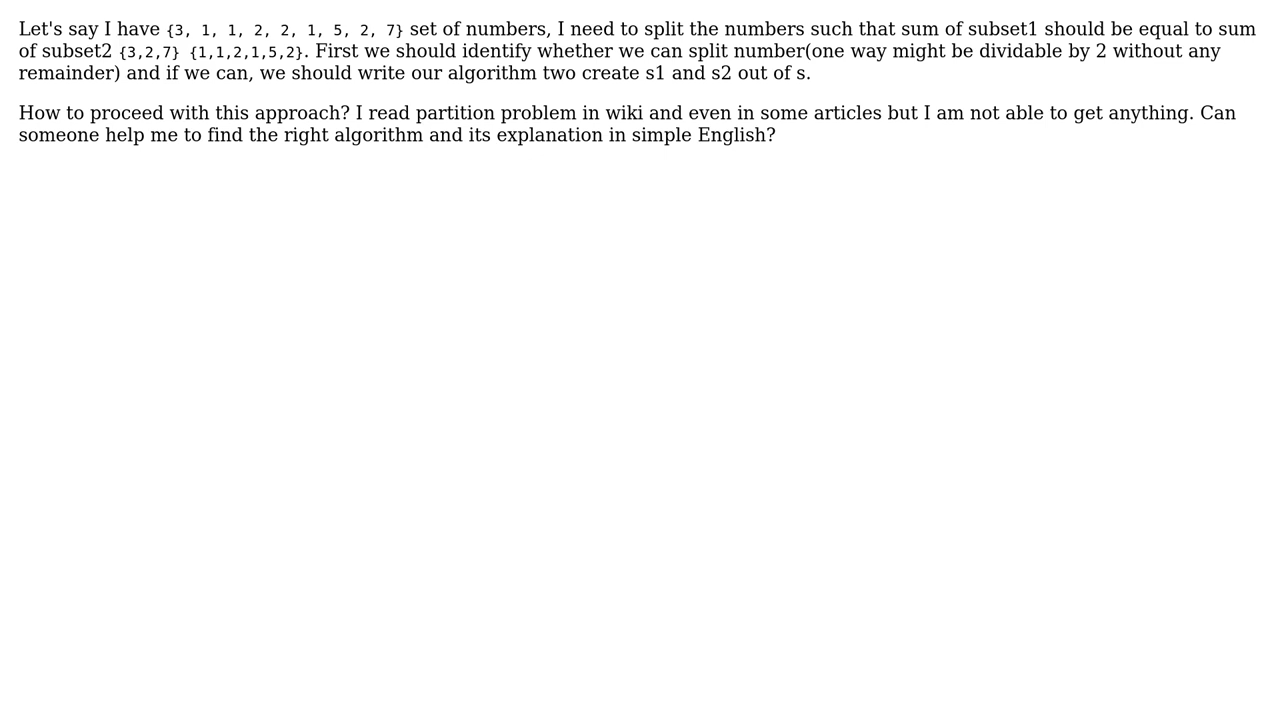 Let's say I have {3, 1, 1, 2, 2, 1, 5, 2, 7} set of numbers, I need to split the numbers such that sum of subset1 should be equal to sum
of subset2 {3,2,7} {1,1,2,1,5,2}. First we should identify whether we can split number(one way might be dividable by 2 without any
remainder) and if we can, we should write our algorithm two create s1 and s2 out of s.
How to proceed with this approach? I read partition problem in wiki and even in some articles but I am not able to get anything. Can
someone help me to find the right algorithm and its explanation in simple English?